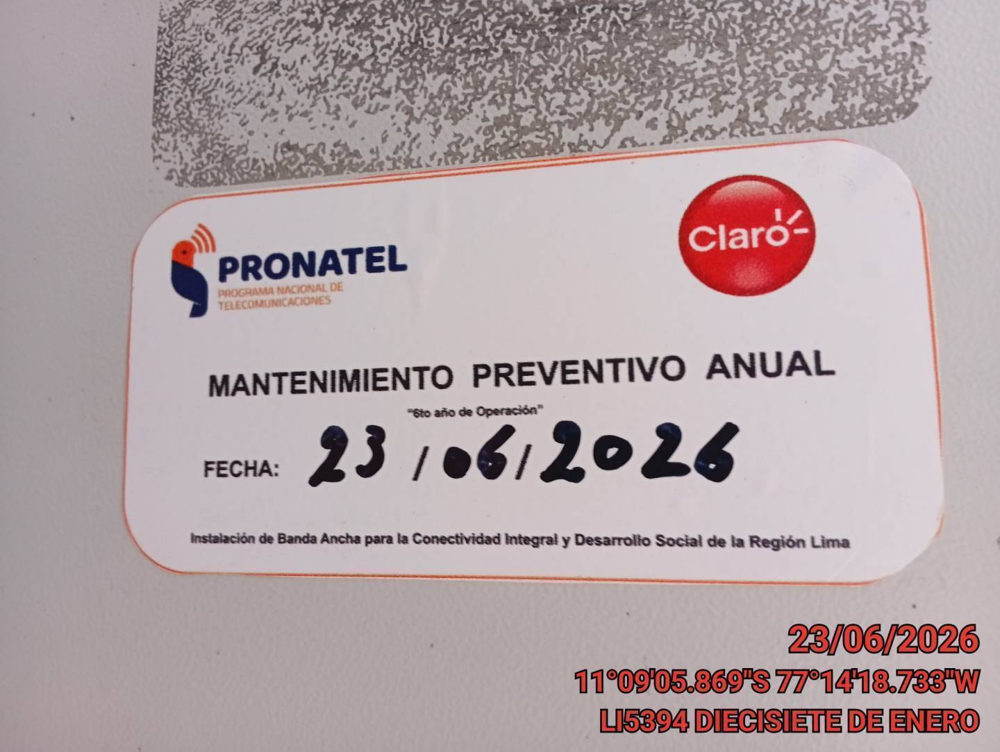 PRONATEL
PROGRAMA NACIONAL DE
TELECOMUNICACIONES
Claro
MANTENIMIENTO PREVENTIVO ANUAL
"6to año de Operación"
FECHA: 23/06/2026
Instalación de Banda Ancha para la Conectividad Integral y Desarrollo Social de la Región Lima
23/06/2026
11°09'05.869"S 77°14'18.733"W
LI5394 DIECISIETE DE ENERO